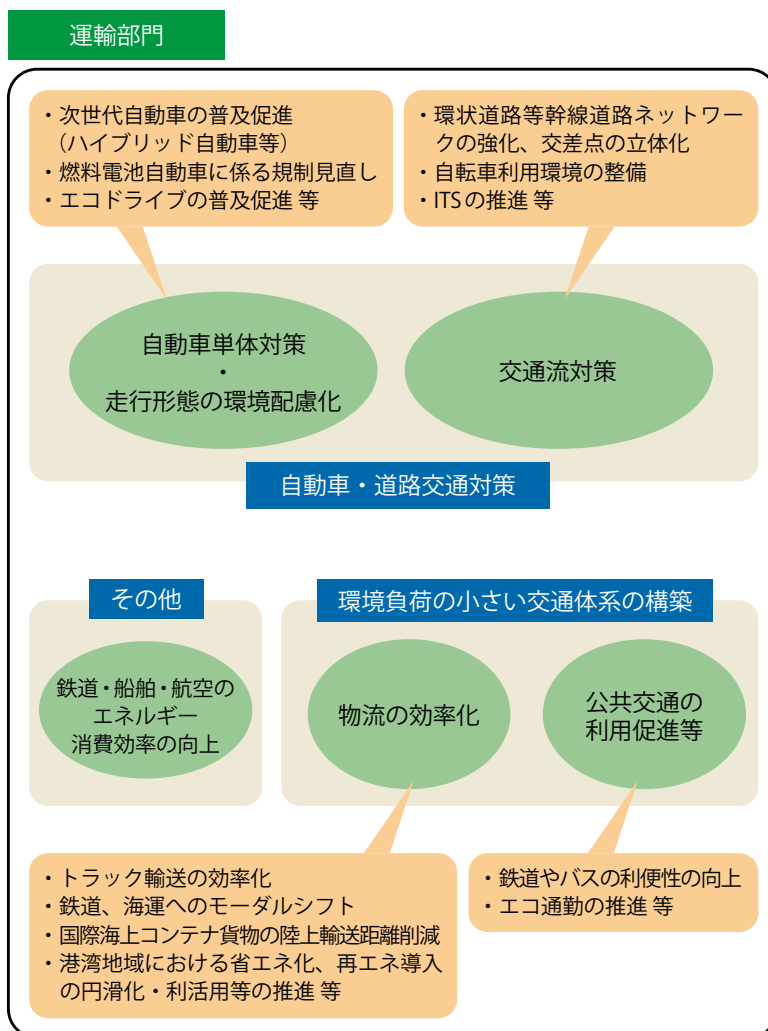 運輸部門
・次世代自動車の普及促進
（ハイブリッド自動車等）
・燃料電池自動車に係る規制見直し
・エコドライブの普及促進 等
・環状道路等幹線道路ネットワー
クの強化、交差点の立体化
・自転車利用環境の整備
・ITSの推進 等
自動車単体対策
・
走行形態の環境配慮化
交通流対策
自動車・道路交通対策
その他
鉄道・船舶・航空の
エネルギー
消費効率の向上
環境負荷の小さい交通体系の構築
物流の効率化
公共交通の
利用促進等
・トラック輸送の効率化
・鉄道、海運へのモーダルシフト
・国際海上コンテナ貨物の陸上輸送距離削減
・港湾地域における省エネ化、再エネ導入
の円滑化・利活用等の推進 等
・鉄道やバスの利便性の向上
・エコ通勤の推進 等